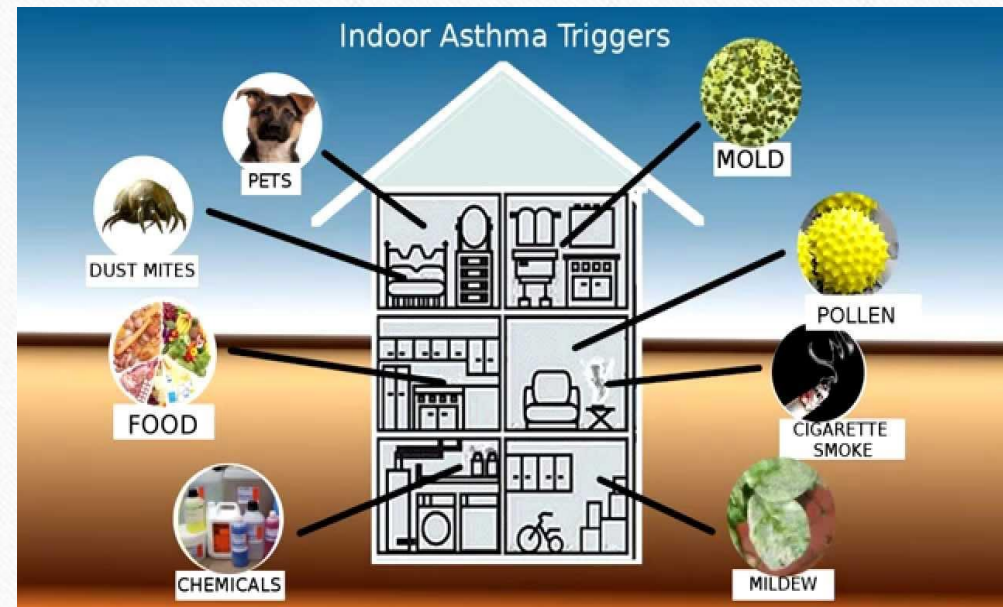 Indoor Asthma Triggers
PETS
MOLD
DUST MITES
POLLEN
FOOD
CIGARETTE
SMOKE
CHEMICALS
MILDEW